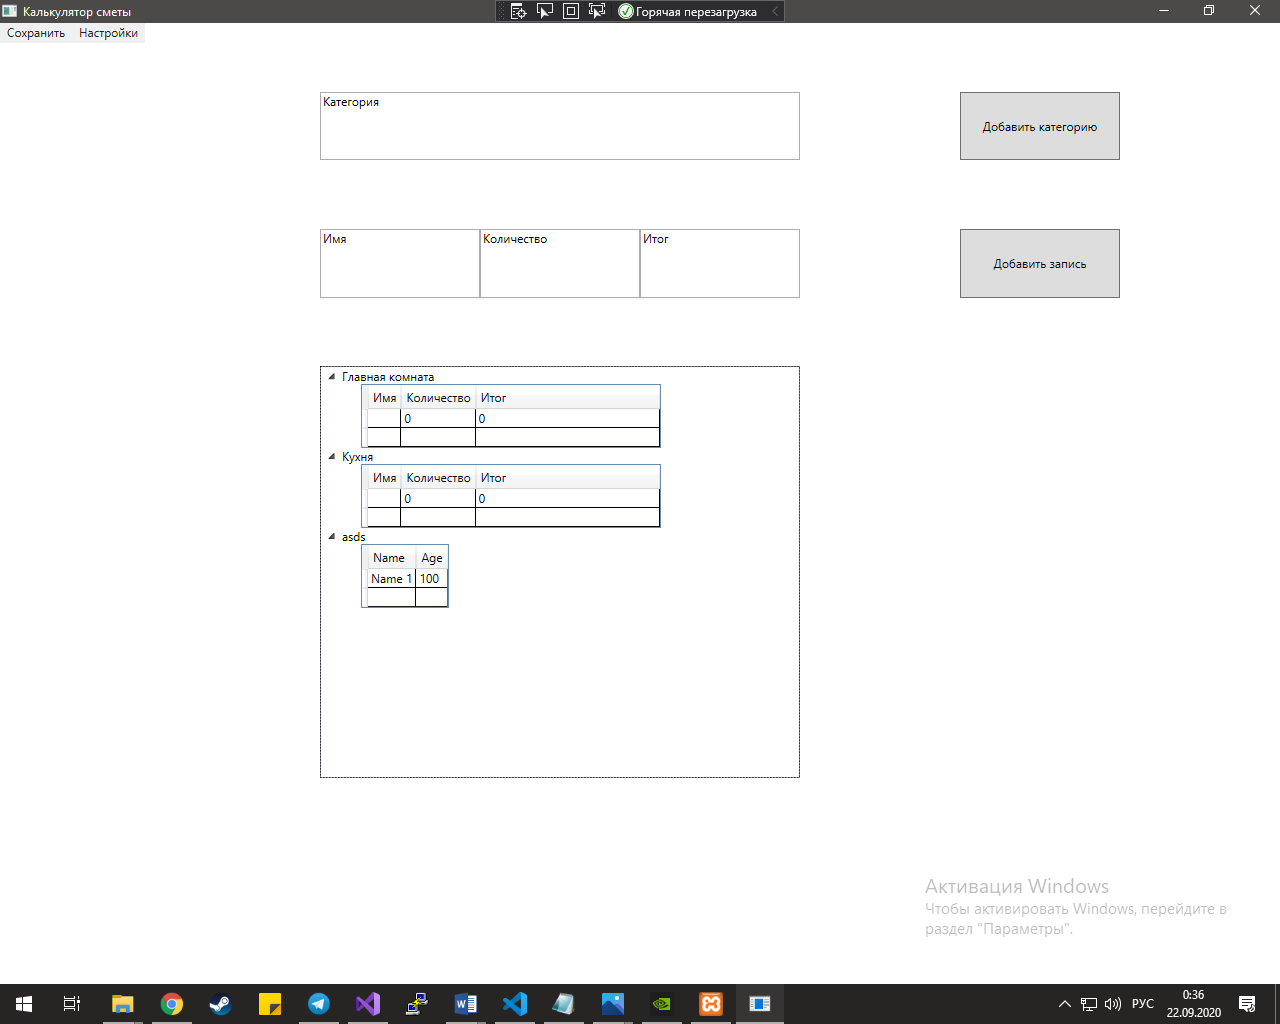 Калькулятор сметы
Горячая перезагрузка
Сохранить Настройки
Категория
Добавить категорию
Имя Количество Итог
Добавить запись
Главная комната
Имя Количество Итог
0 0
Кухня
Имя Количество Итог
0 0
asds
Name Age
Name 1 100
Активация Windows
Чтобы активировать Windows, перейдите в
раздел "Параметры".
РУС
0:36
22.09.2020